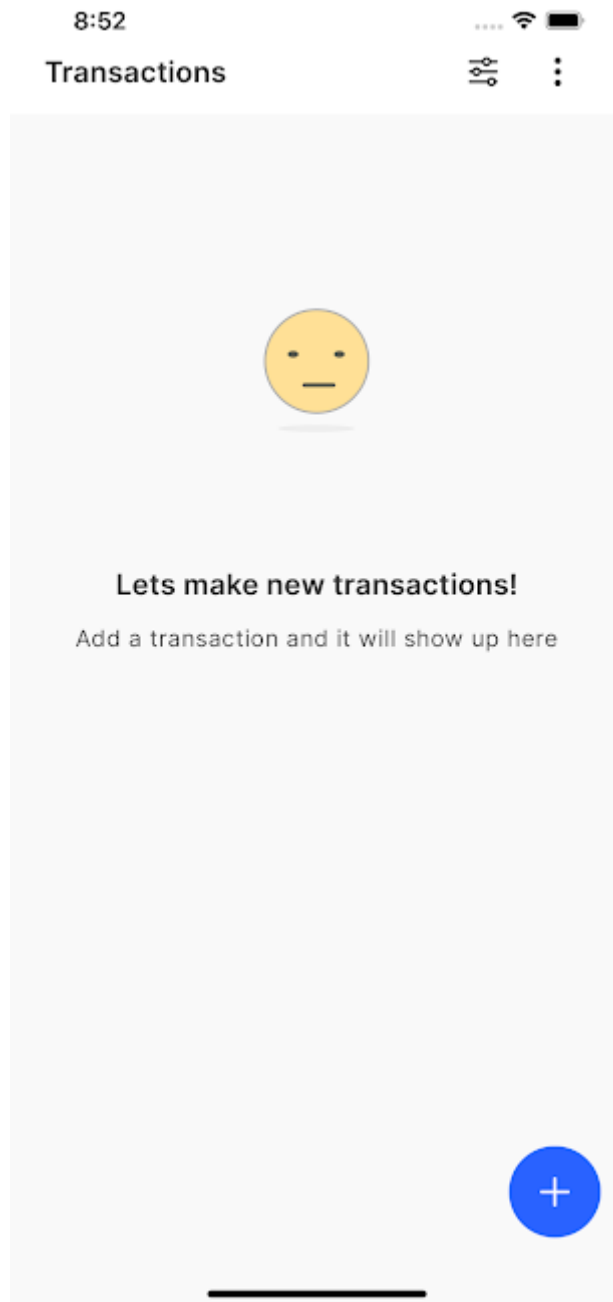 8:52
Transactions
Lets make new transactions!
Add a transaction and it will show up here